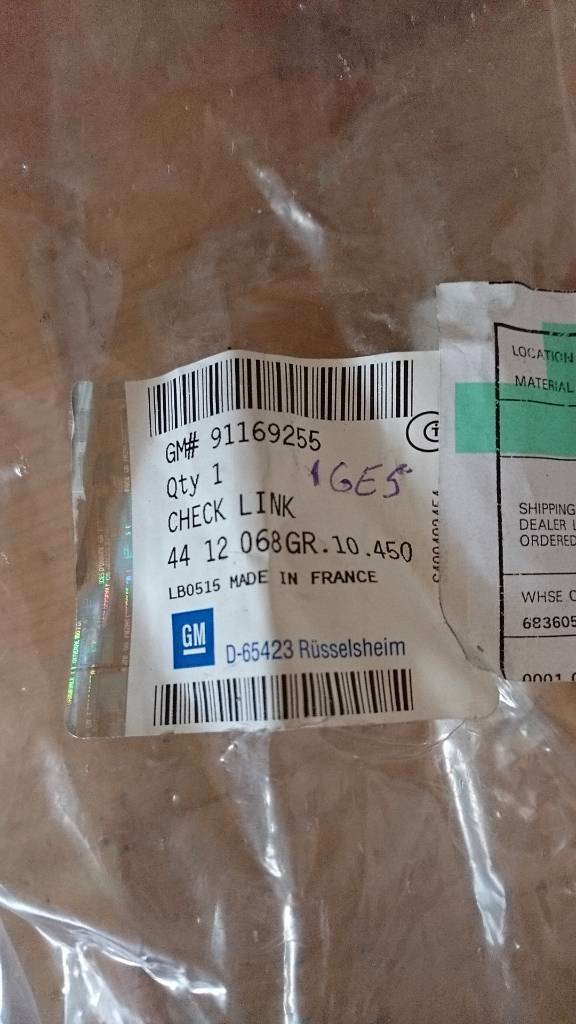 GM# 91169255
Qty 1
1GE5
CHECK LINK
44 12 068GR.10.450
LB0515 MADE IN FRANCE
GM
D-65423 Rüsselsheim
LOCATION
MATERIAL
SHIPPING
DEALER
ORDERED
WHSE
683605